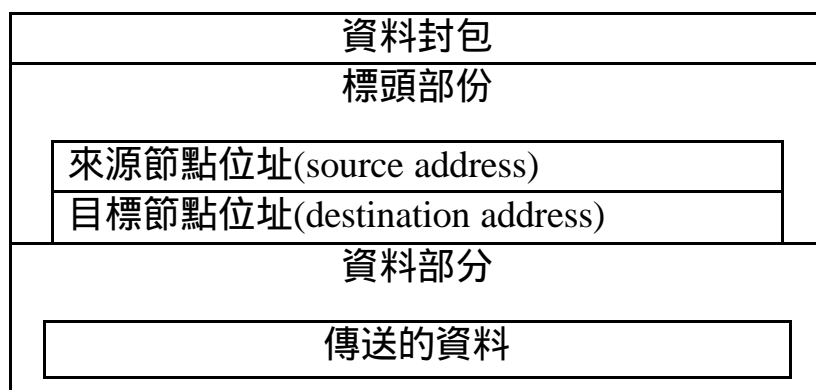 資料封包
標頭部份
來源節點位址(source address)
目標節點位址(destination address)
資料部分
傳送的資料